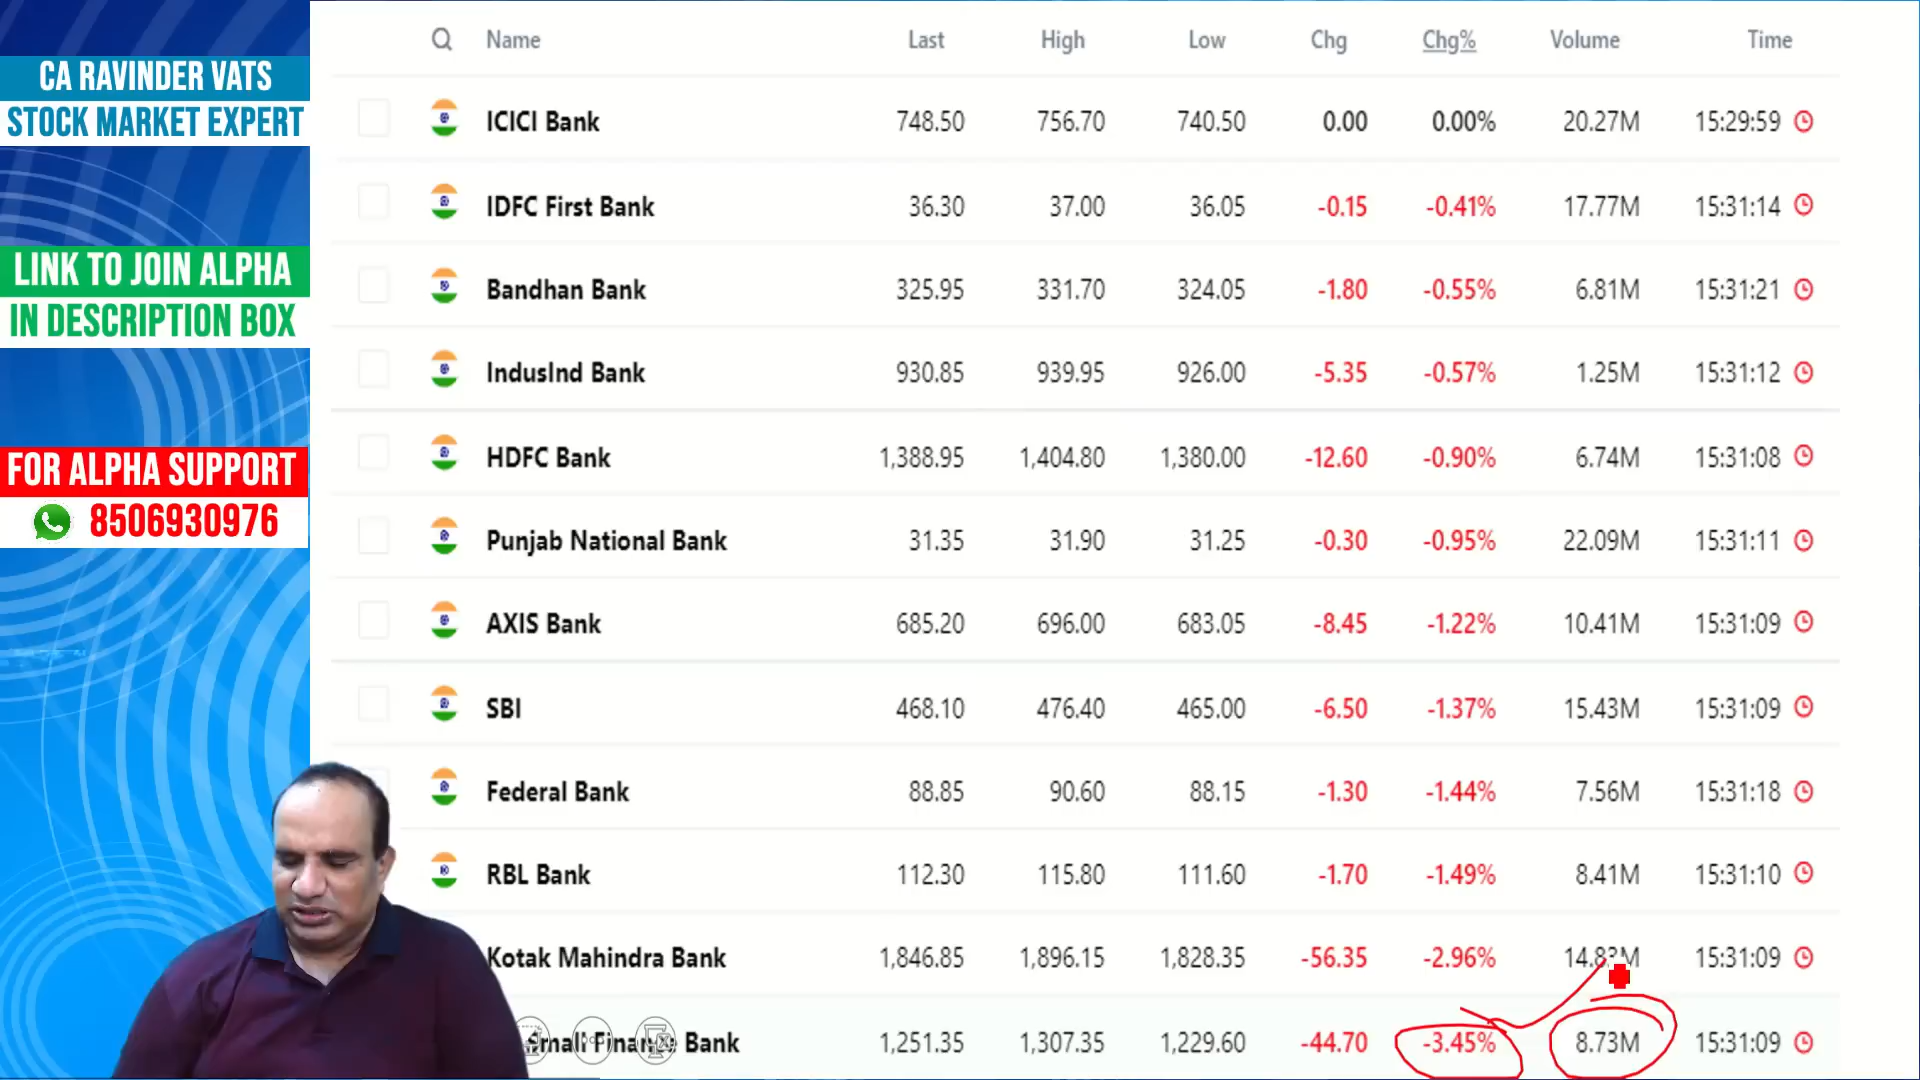 CA RAVINDER VATS
STOCK MARKET EXPERT
LINK TO JOIN ALPHA
IN DESCRIPTION BOX
FOR ALPHA SUPPORT
8506930976
Name Last High Low Chg Chg% Volume Time
ICICI Bank 748.50 756.70 740.50 0.00 0.00% 20.27M 15:29:59
IDFC First Bank 36.30 37.00 36.05 -0.15 -0.41% 17.77M 15:31:14
Bandhan Bank 325.95 331.70 324.05 -1.80 -0.55% 6.81M 15:31:21
IndusInd Bank 930.85 939.95 926.00 -5.35 -0.57% 1.25M 15:31:12
HDFC Bank 1,388.95 1,404.80 1,380.00 -12.60 -0.90% 6.74M 15:31:08
Punjab National Bank 31.35 31.90 31.25 -0.30 -0.95% 22.09M 15:31:11
AXIS Bank 685.20 696.00 683.05 -8.45 -1.22% 10.41M 15:31:09
SBI 468.10 476.40 465.00 -6.50 -1.37% 15.43M 15:31:09
Federal Bank 88.85 90.60 88.15 -1.30 -1.44% 7.56M 15:31:18
RBL Bank 112.30 115.80 111.60 -1.70 -1.49% 8.41M 15:31:10
Kotak Mahindra Bank 1,846.85 1,896.15 1,828.35 -56.35 -2.96% 15:31:09
Small Finance Bank 1,251.35 1,307.35 1,229.60 -44.70 -3.45% 8.73M 15:31:09